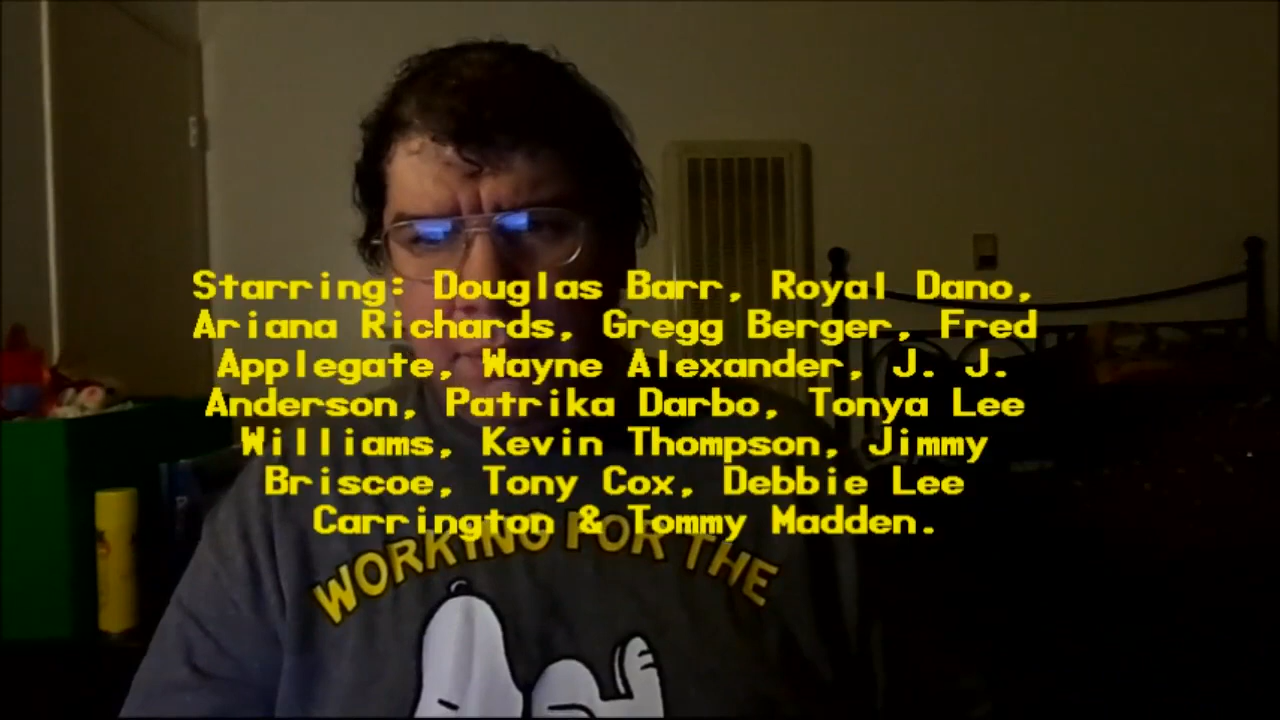 Starring: Douglas Barr, Royal Dano,
Ariana Richards, Gregg Berger, Fred
Applegate, Wayne Alexander, J. J.
Anderson, Patrika Darbo, Tonya Lee
Williams, Kevin Thompson, Jimmy
Briscoe, Tony Cox, Debbie Lee
Carrington & Tommy Madden.
WORKING FOR THE